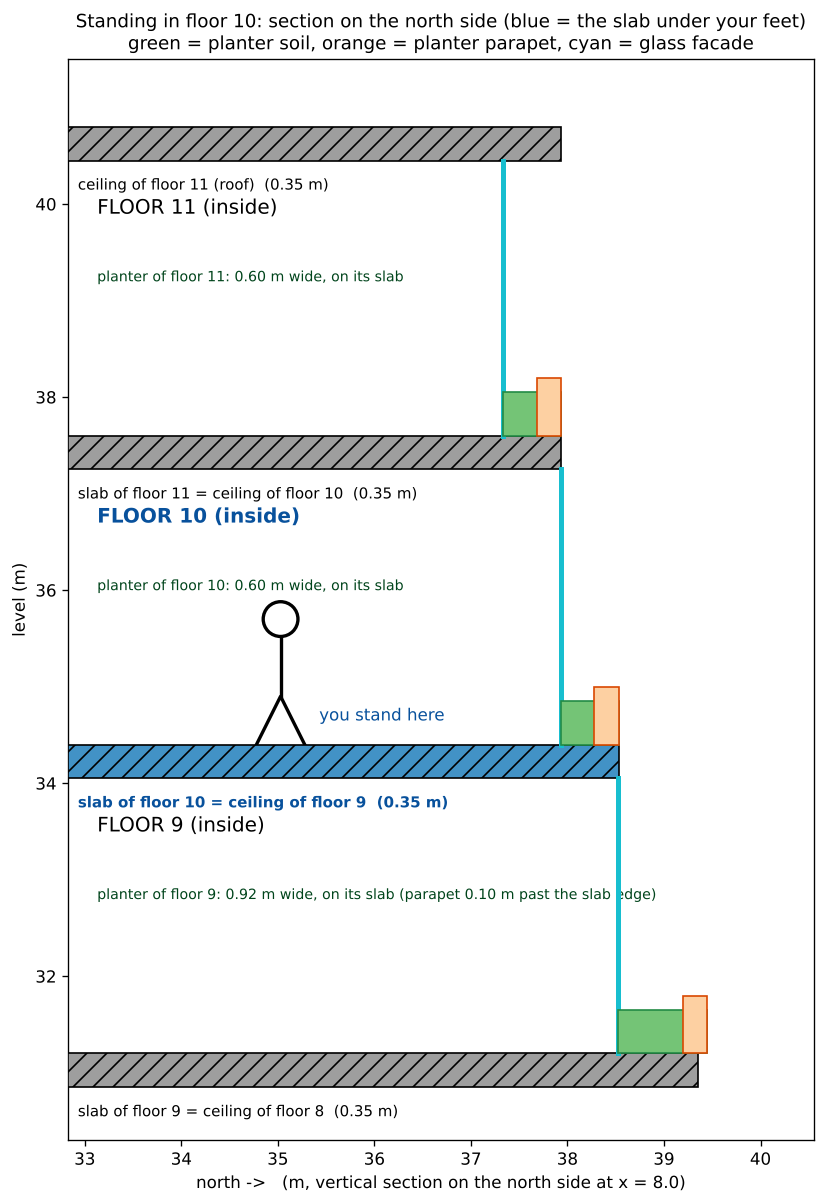 Standing in floor 10: section on the north side (blue = the slab under your feet)
green = planter soil, orange = planter parapet, cyan = glass facade
ceiling of floor 11 (roof)  (0.35 m)
40
FLOOR 11 (inside)
planter of floor 11: 0.60 m wide, on its slab
38
slab of floor 11 = ceiling of floor 10  (0.35 m)
FLOOR 10 (inside)
36
planter of floor 10: 0.60 m wide, on its slab
level (m)
you stand here
34
slab of floor 10 = ceiling of floor 9  (0.35 m)
FLOOR 9 (inside)
planter of floor 9: 0.92 m wide, on its slab (parapet 0.10 m past the slab edge)
32
slab of floor 9 = ceiling of floor 8  (0.35 m)
33 34 35 36 37 38 39 40
north ->   (m, vertical section on the north side at x = 8.0)